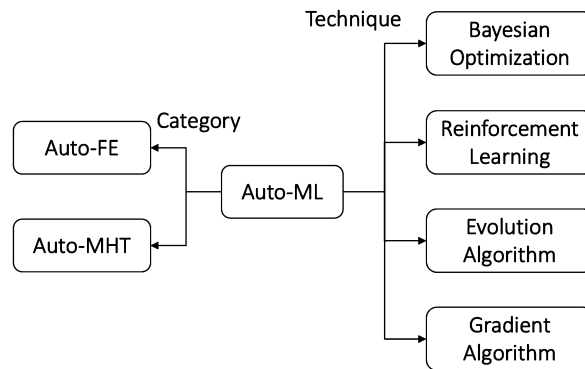 Technique
Bayesian
Optimization
Category
Reinforcement
Learning
Auto-FE
Auto-ML
Auto-MHT
Evolution
Algorithm
Gradient
Algorithm